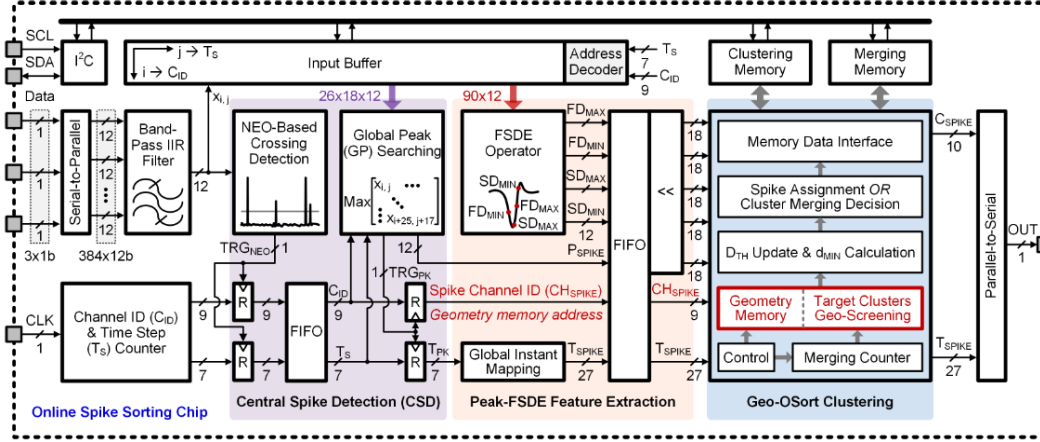 SCL
SDA
I²C
j → T_S
i → C_ID
Input Buffer
Address
Decoder
T_S
7
C_ID
9
Clustering
Memory
Merging
Memory
Data
X_i, j
26x18x12
90x12
1
1
1
3x1b
Serial-to-Parallel
12
12
12
384x12b
Band-
Pass IIR
Filter
12
NEO-Based
Crossing
Detection
Global Peak
(GP) Searching
Max
X_i, j
X_i+25, j+17
FSDE
Operator
SD_MIN
FD_MIN
FD_MAX
SD_MAX
FD_MAX
FD_MIN
SD_MAX
SD_MIN
12
P_SPIKE
FIFO
<<
18
18
18
18
18
Memory Data Interface
Spike Assignment OR
Cluster Merging Decision
D_TH Update & d_MIN Calculation
Geometry
Memory
Target Clusters
Geo-Screening
Control
Merging Counter
C_SPIKE
10
T_SPIKE
27
Parallel-to-Serial
OUT
1
TRG_NEO
1
12
1
TRG_PK
CLK
1
Channel ID (C_ID)
& Time Step
(T_S) Counter
9
R
9
7
R
7
FIFO
C_ID
9
R
T_S
7
R
T_PK
7
Spike Channel ID (CH_SPIKE)
Geometry memory address
Global Instant
Mapping
T_SPIKE
27
CH_SPIKE
9
T_SPIKE
27
Online Spike Sorting Chip
Central Spike Detection (CSD)
Peak-FSDE Feature Extraction
Geo-OSort Clustering